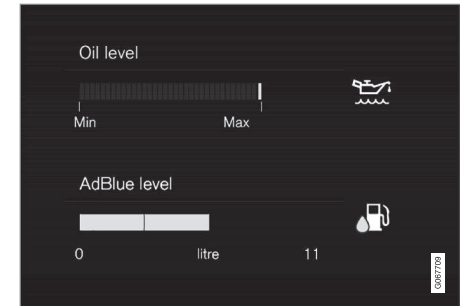 Oil level
Min Max
AdBlue level
0 litre 11
G067709